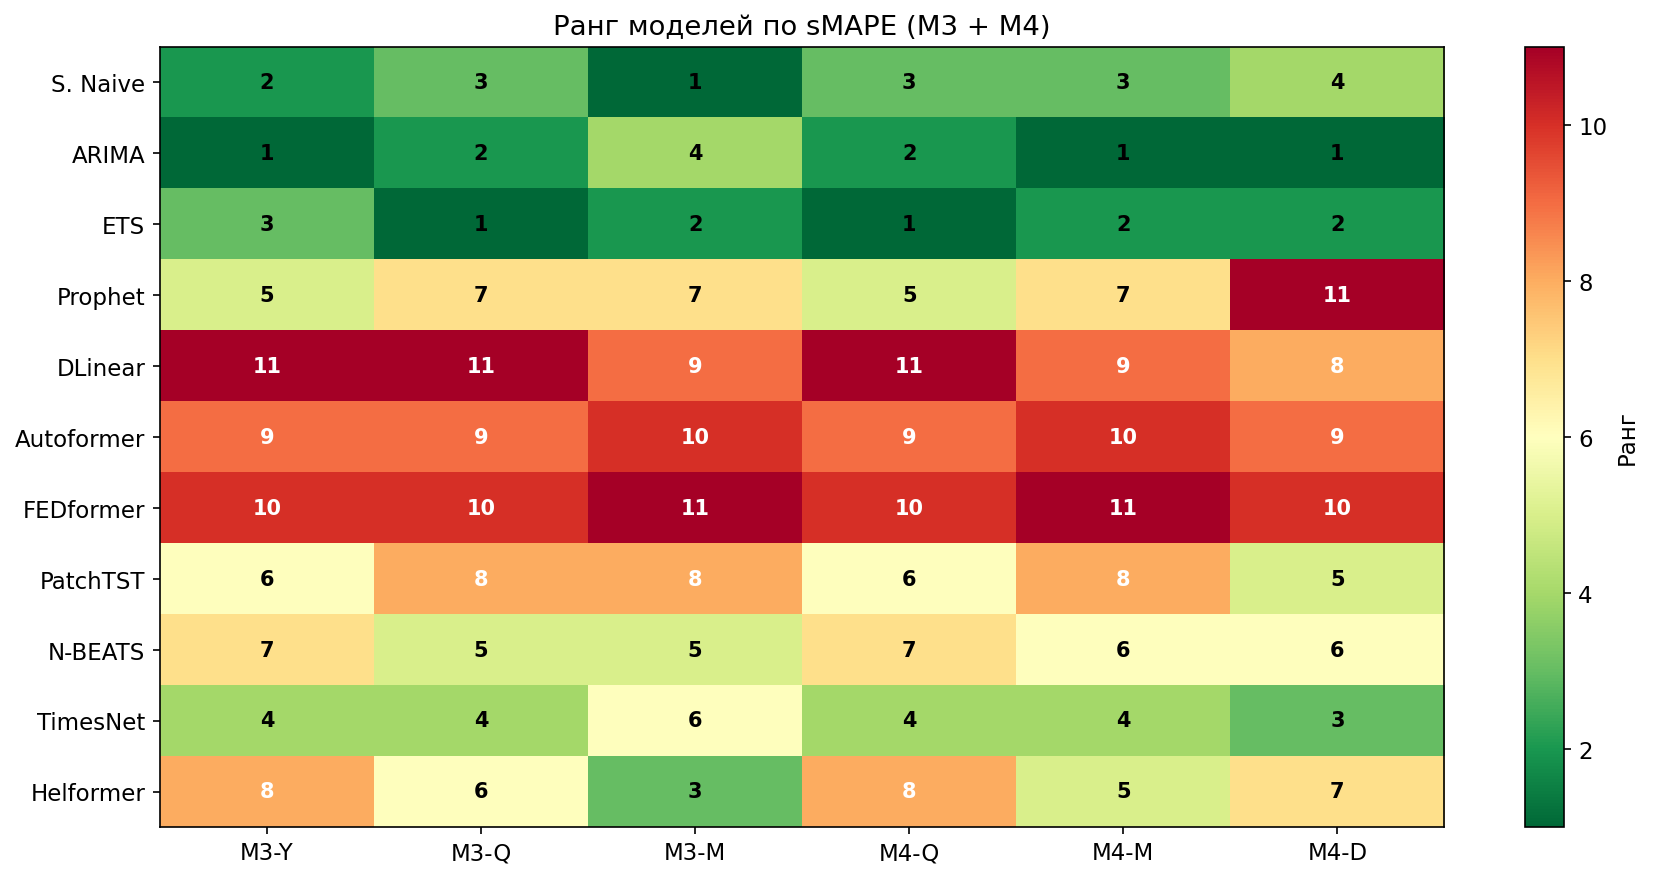 Ранг моделей по sMAPE (M3 + M4)
S. Naive 2 3 1 3 3 4
ARIMA 1 2 4 2 1 1
ETS 3 1 2 1 2 2
Prophet 5 7 7 5 7 11
DLinear 11 11 9 11 9 8
Autoformer 9 9 10 9 10 9
FEDformer 10 10 11 10 11 10
PatchTST 6 8 8 6 8 5
N-BEATS 7 5 5 7 6 6
TimesNet 4 4 6 4 4 3
Helformer 8 6 3 8 5 7
M3-Y M3-Q M3-M M4-Q M4-M M4-D
10
8
6
4
2
Ранг